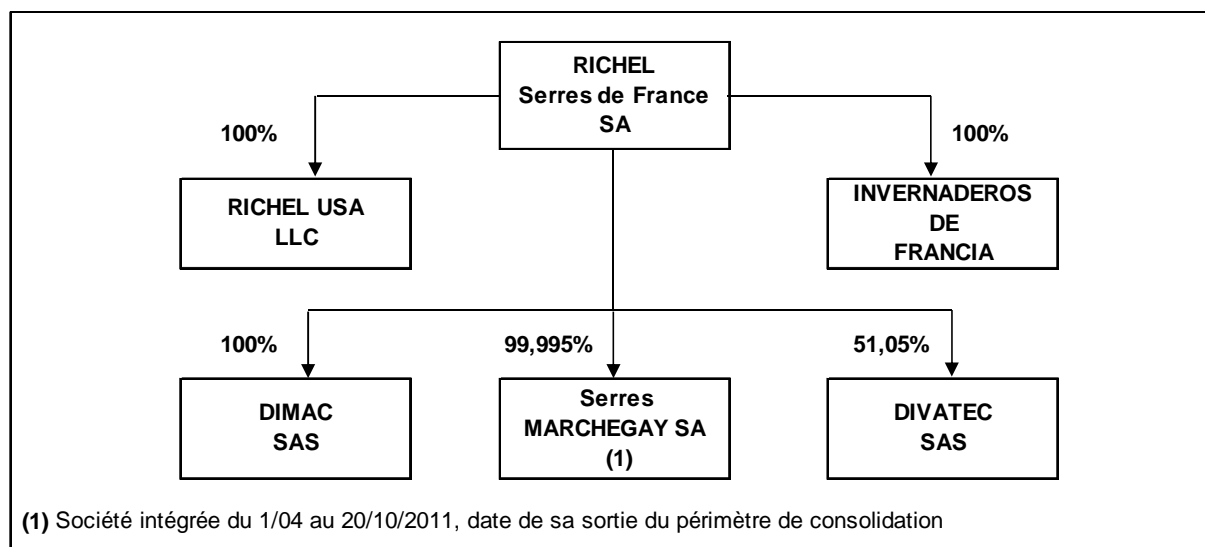 RICHEL
Serres de France
SA
100%
100%
RICHEL USA
LLC
INVERNADEROS
DE
FRANCIA
100%
99,995%
51,05%
DIMAC
SAS
Serres
MARCHEGAY SA
(1)
DIVATEC
SAS
(1) Société intégrée du 1/04 au 20/10/2011, date de sa sortie du périmètre de consolidation